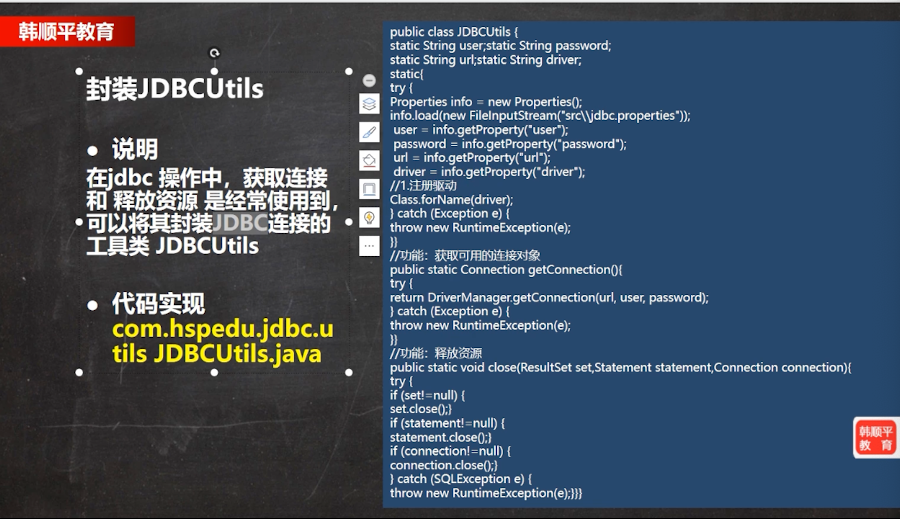 韩顺平教育
封装JDBCUtils
● 说明
在jdbc 操作中，获取连接
和 释放资源 是经常使用到，
可以将其封装JDBC连接的
工具类 JDBCUtils
● 代码实现
com.hspedu.jdbc.u
tils JDBCUtils.java
public class JDBCUtils {
static String user;static String password;
static String url;static String driver;
static{
try {
Properties info = new Properties();
info.load(new FileInputStream("src\\jdbc.properties"));
user = info.getProperty("user");
password = info.getProperty("password");
url = info.getProperty("url");
driver = info.getProperty("driver");
//1.注册驱动
Class.forName(driver);
} catch (Exception e) {
throw new RuntimeException(e);
}}
//功能：获取可用的连接对象
public static Connection getConnection(){
try {
return DriverManager.getConnection(url, user, password);
} catch (Exception e) {
throw new RuntimeException(e);
}}
//功能：释放资源
public static void close(ResultSet set,Statement statement,Connection connection){
try {
if (set!=null) {
set.close();}
if (statement!=null) {
statement.close();}
if (connection!=null) {
connection.close();}
} catch (SQLException e) {
throw new RuntimeException(e);}}}
韩顺平
教 育